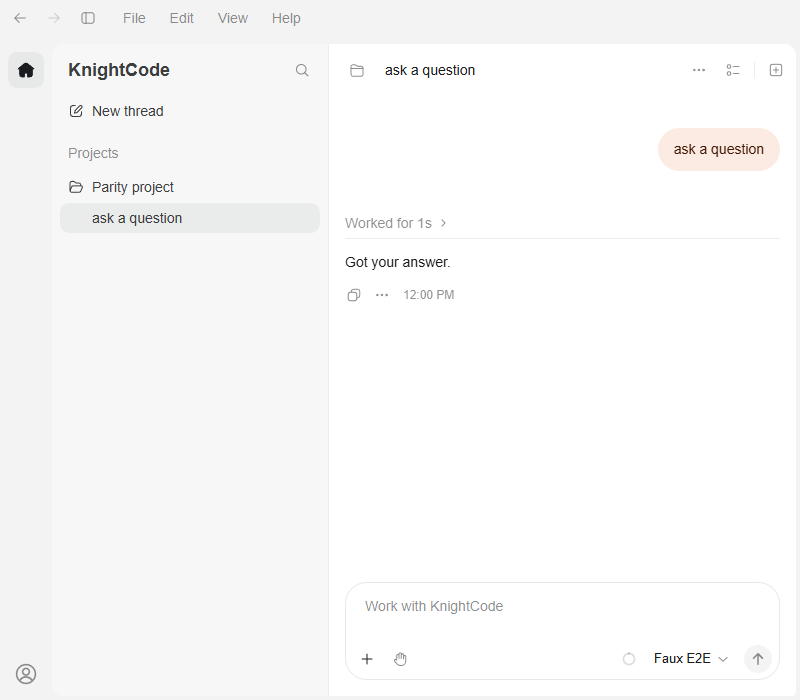 File Edit View Help
KnightCode
New thread
Projects
Parity project
ask a question
ask a question
ask a question
Worked for 1s
Got your answer.
12:00 PM
Work with KnightCode
Faux E2E